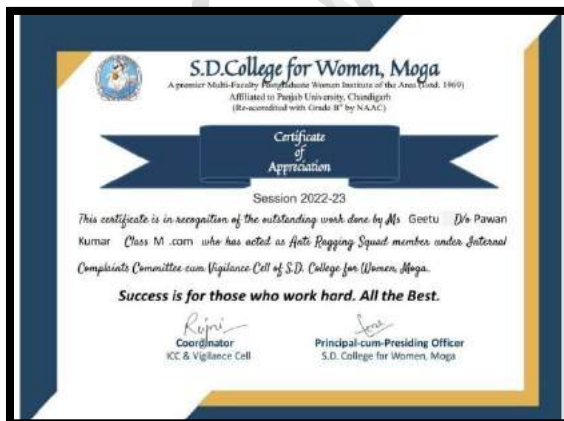 S.D.College for Women, Moga
A premier Multi-Faculty Postgraduate Women Institute of the Area (Estd. 1969)
Affiliated to Panjab University, Chandigarh
(Re-accredited with Grade B+ by NAAC)
Certificate
of
Appreciation
Session 2022-23
This certificate is in recognition of the outstanding work done by Ms Geetu D/o Pawan
Kumar Class M .com who has acted as Anti Ragging Squad member under Internal
Complaints Committee cum Vigilance Cell of S.D. College for Women, Moga.
Success is for those who work hard. All the Best.
Rajni
Coordinator Principal-cum-Presiding Officer
ICC & Vigilance Cell S.D. College for Women, Moga